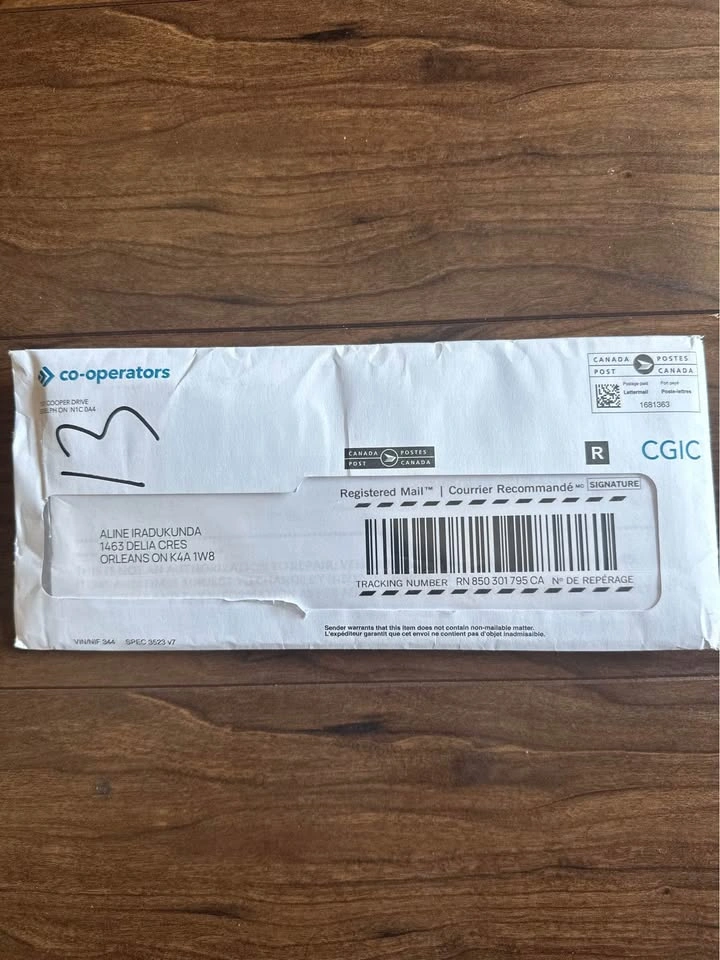 co-operators
COOPER DRIVE
ON N1C 0A4
13
CANADA POSTES
POST CANADA
Postage paid Port payé
Lettermail Poste-lettres
1681363
CANADA POSTES
POST CANADA
R
CGIC
Registered Mail™ | Courrier Recommandé MD SIGNATURE
ALINE IRADUKUNDA
1463 DELIA CRES
ORLEANS ON K4A 1W8
TRACKING NUMBER RN 850 301 795 CA Nº DE REPÉRAGE
Sender warrants that this item does not contain non-mailable matter.
L'expéditeur garantit que cet envoi ne contient pas d'objet inadmissible.
VIN/NIF 344 SPEC 3523 v7